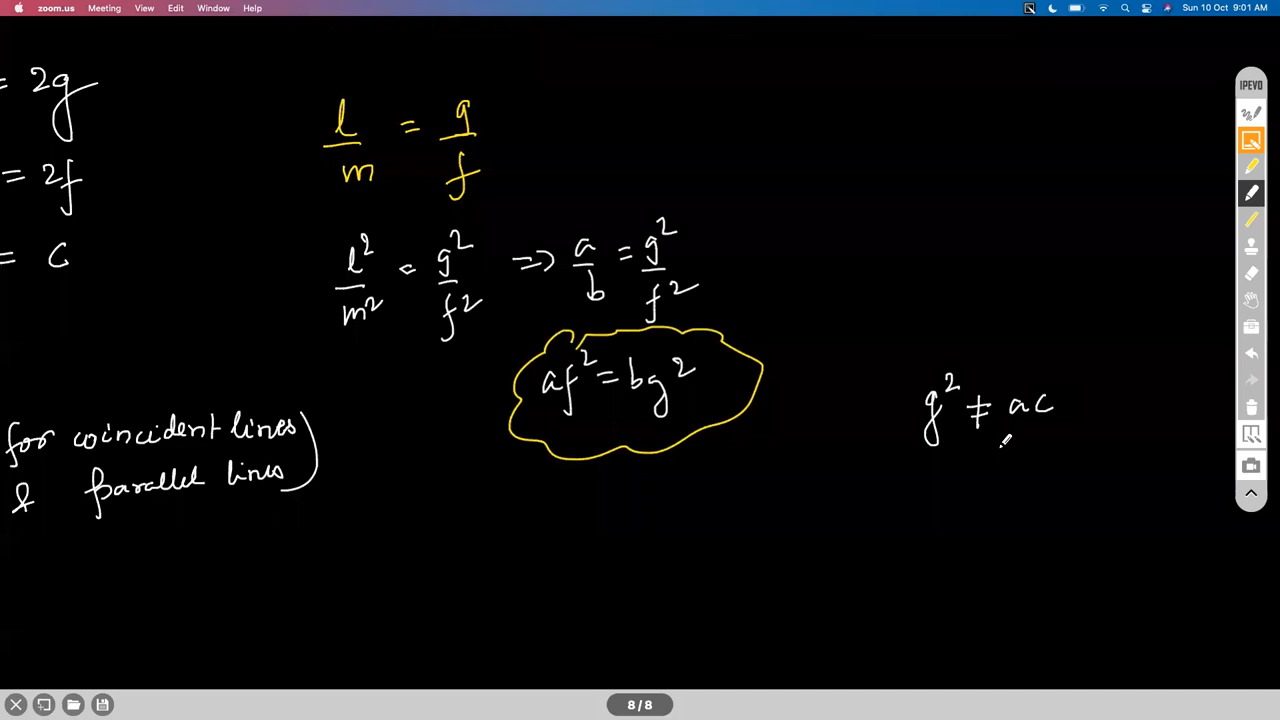 zoom.us Meeting View Edit Window Help Sun 10 Oct 9:01 AM
IPEVO
= 2g
= 2f
= c
l/m = g/f
l²/m² = g²/f² => a/b = g²/f²
af² = bg²
g² ≠ ac
for coincident lines)
& parallel lines
8/8